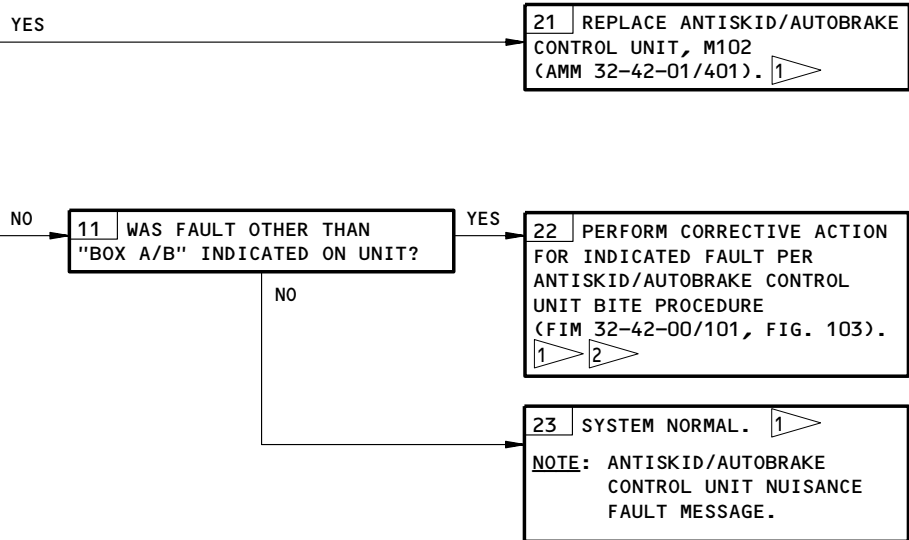 YES
21 REPLACE ANTISKID/AUTOBRAKE
CONTROL UNIT, M102
(AMM 32-42-01/401). 1
NO
11 WAS FAULT OTHER THAN
"BOX A/B" INDICATED ON UNIT?
YES
22 PERFORM CORRECTIVE ACTION
FOR INDICATED FAULT PER
ANTISKID/AUTOBRAKE CONTROL
UNIT BITE PROCEDURE
(FIM 32-42-00/101, FIG. 103).
1 2
NO
23 SYSTEM NORMAL. 1
NOTE: ANTISKID/AUTOBRAKE
CONTROL UNIT NUISANCE
FAULT MESSAGE.